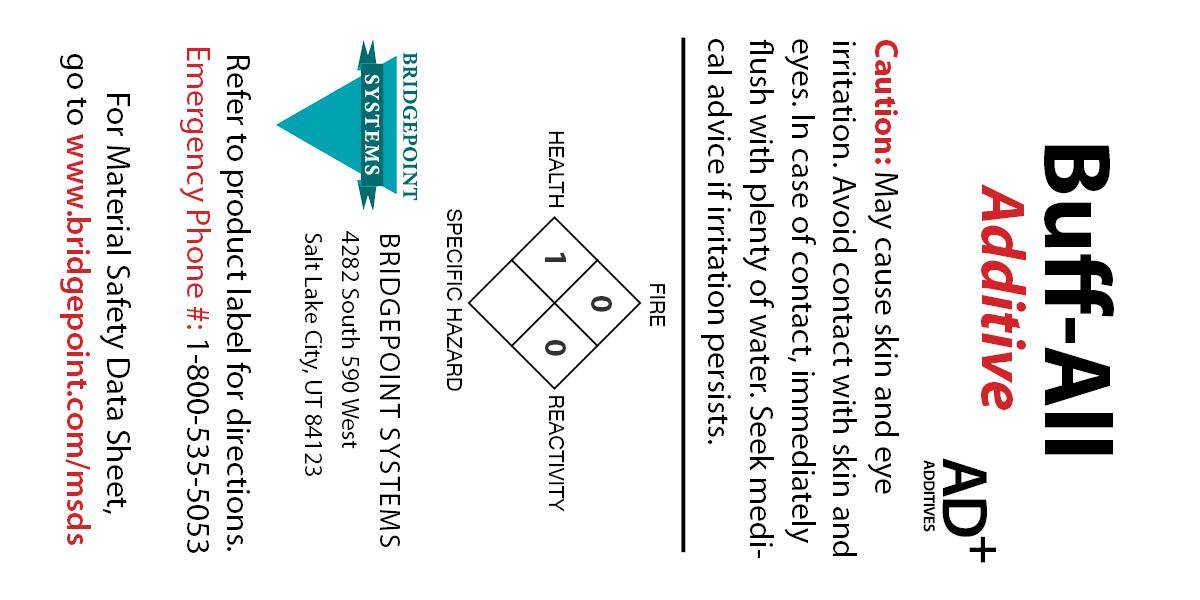 Buff-All
Additive
AD+
ADDITIVES
Caution: May cause skin and eye
irritation. Avoid contact with skin and
eyes. In case of contact, immediately
flush with plenty of water. Seek medi-
cal advice if irritation persists.
FIRE
HEALTH
0
1
0
REACTIVITY
SPECIFIC HAZARD
BRIDGEPOINT
SYSTEMS
BRIDGEPOINT SYSTEMS
4282 South 590 West
Salt Lake City, UT 84123
Refer to product label for directions.
Emergency Phone #: 1-800-535-5053
For Material Safety Data Sheet,
go to www.bridgepoint.com/msds